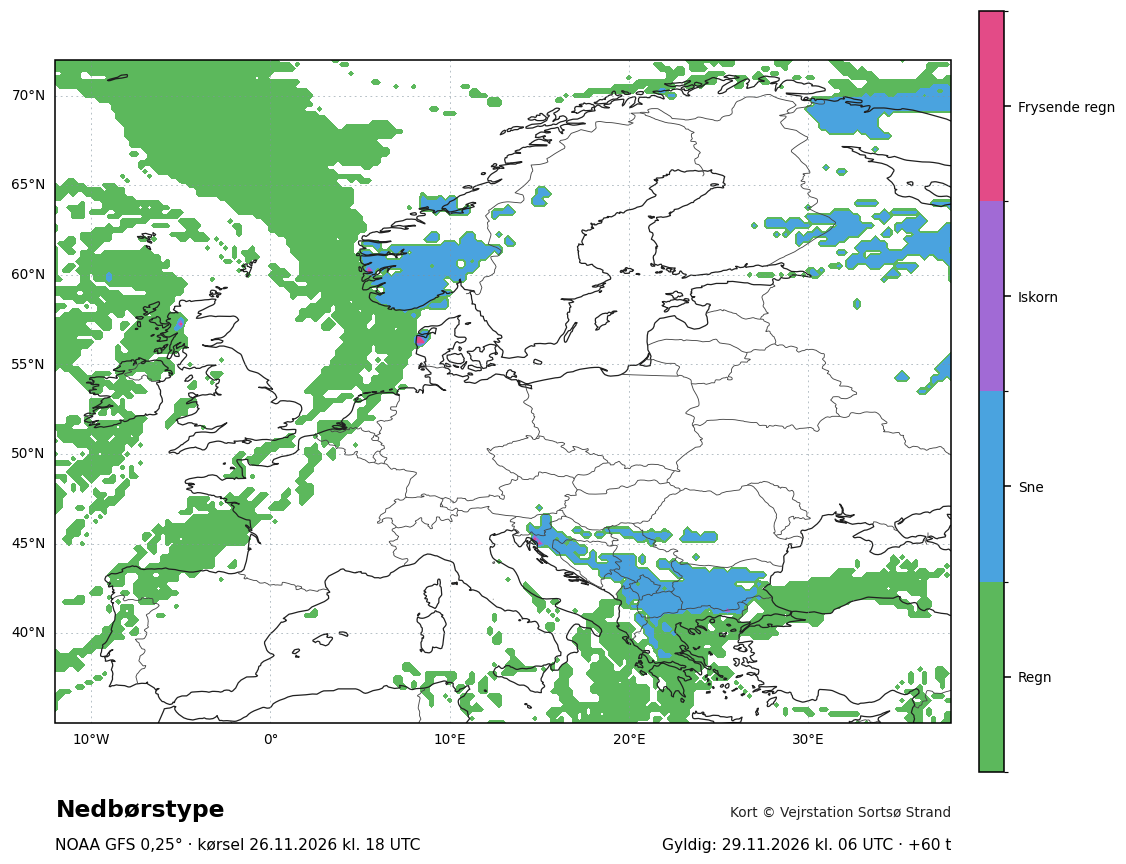 Frysende regn
Iskorn
Sne
Regn
70°N
65°N
60°N
55°N
50°N
45°N
40°N
10°W 0° 10°E 20°E 30°E
Nedbørstype
Kort © Vejrstation Sortsø Strand
NOAA GFS 0,25° · kørsel 26.11.2026 kl. 18 UTC
Gyldig: 29.11.2026 kl. 06 UTC · +60 t